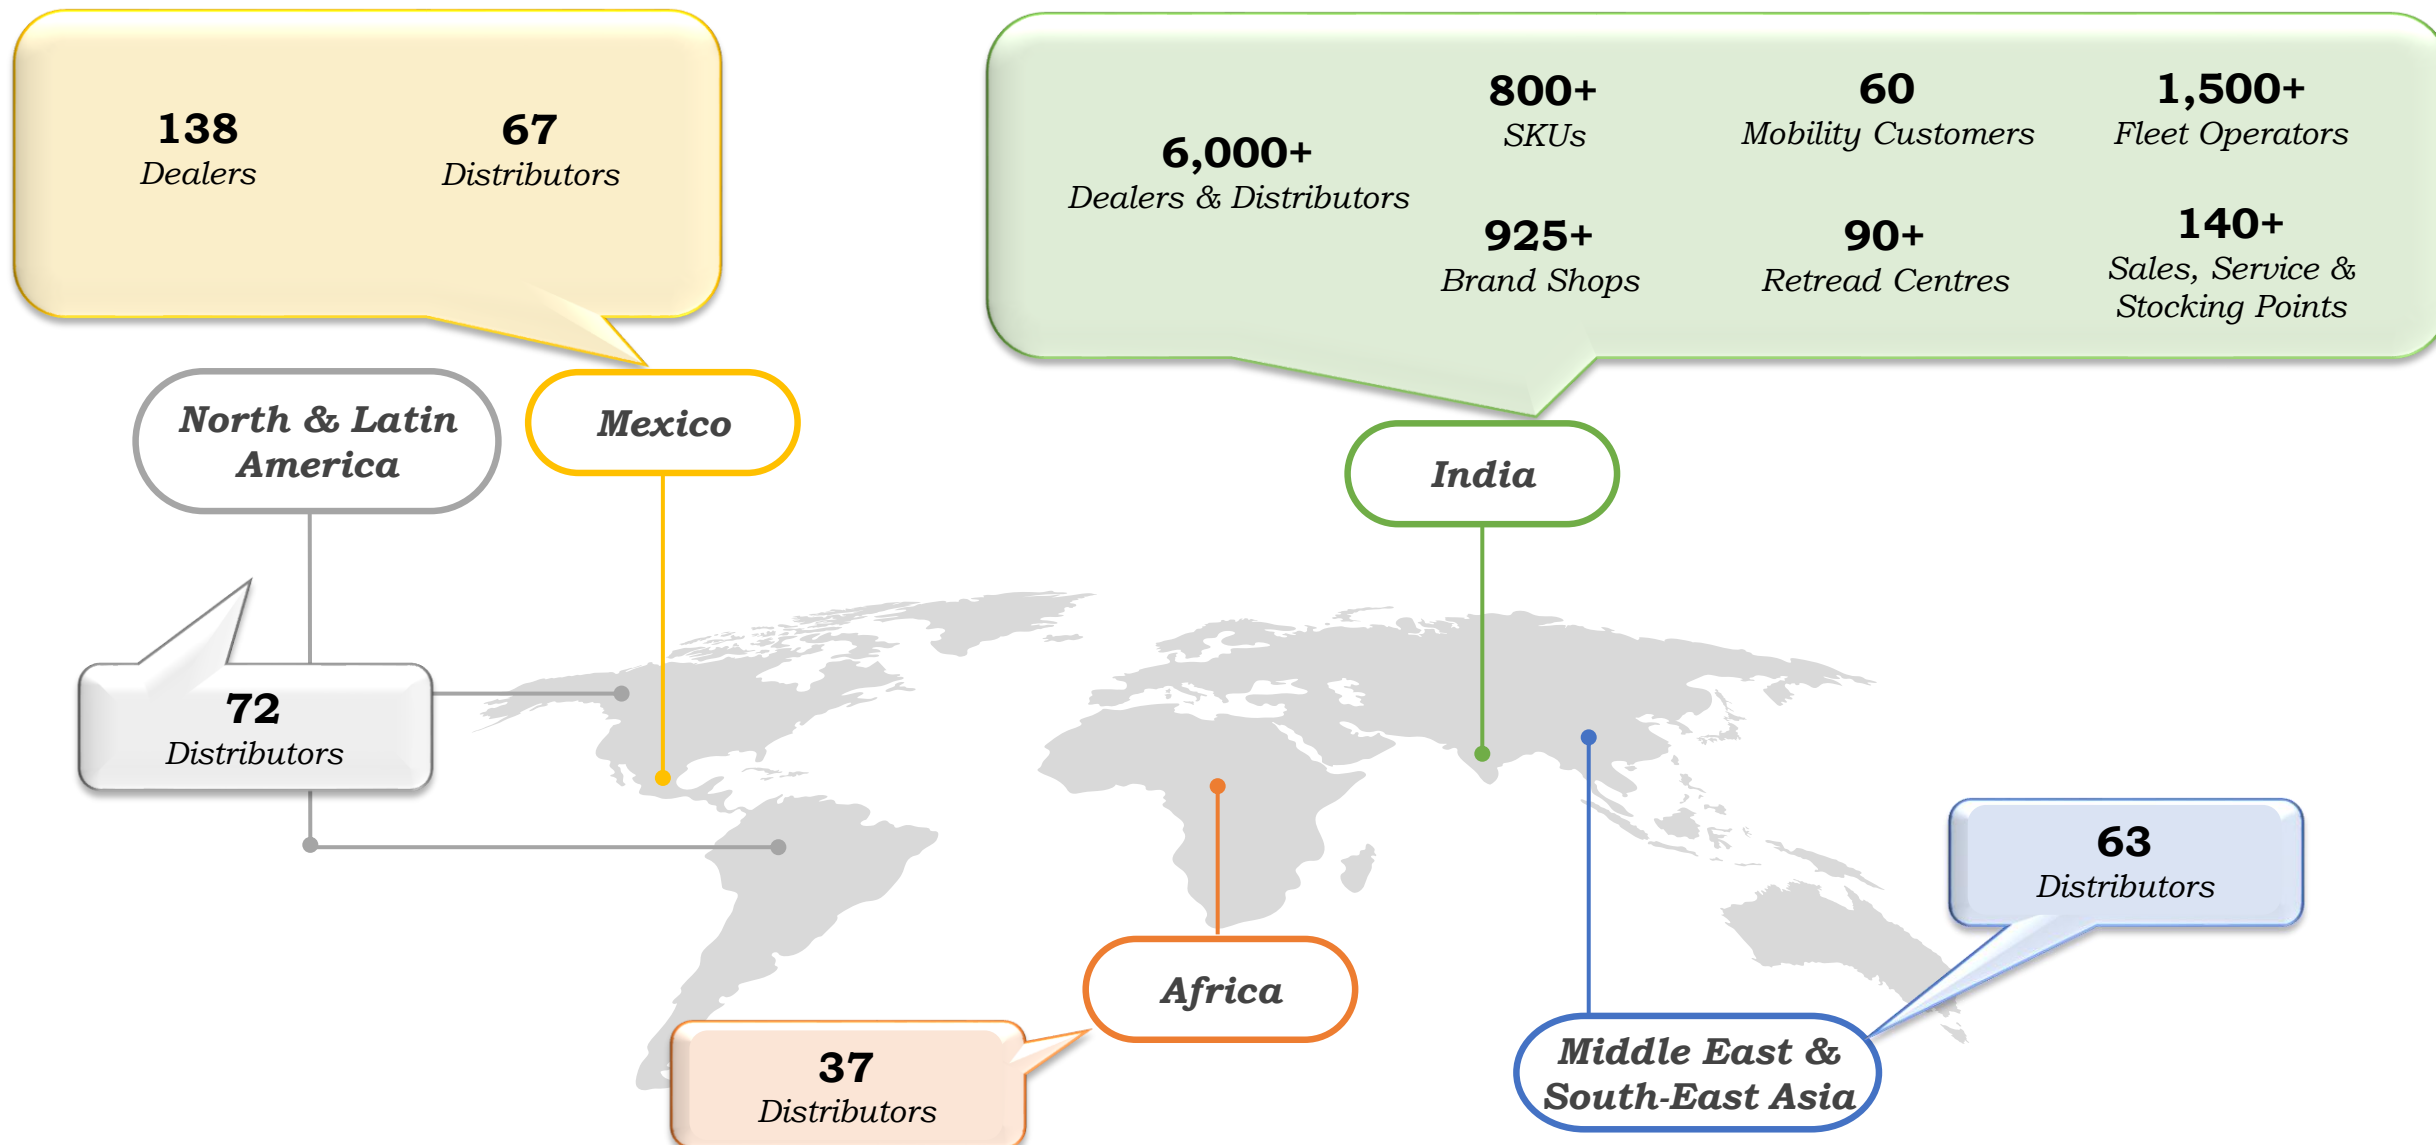 138
Dealers
67
Distributors
6,000+
Dealers & Distributors
800+
SKUs
60
Mobility Customers
1,500+
Fleet Operators
925+
Brand Shops
90+
Retread Centres
140+
Sales, Service &
Stocking Points
North & Latin
America
Mexico
India
72
Distributors
63
Distributors
Africa
37
Distributors
Middle East &
South-East Asia